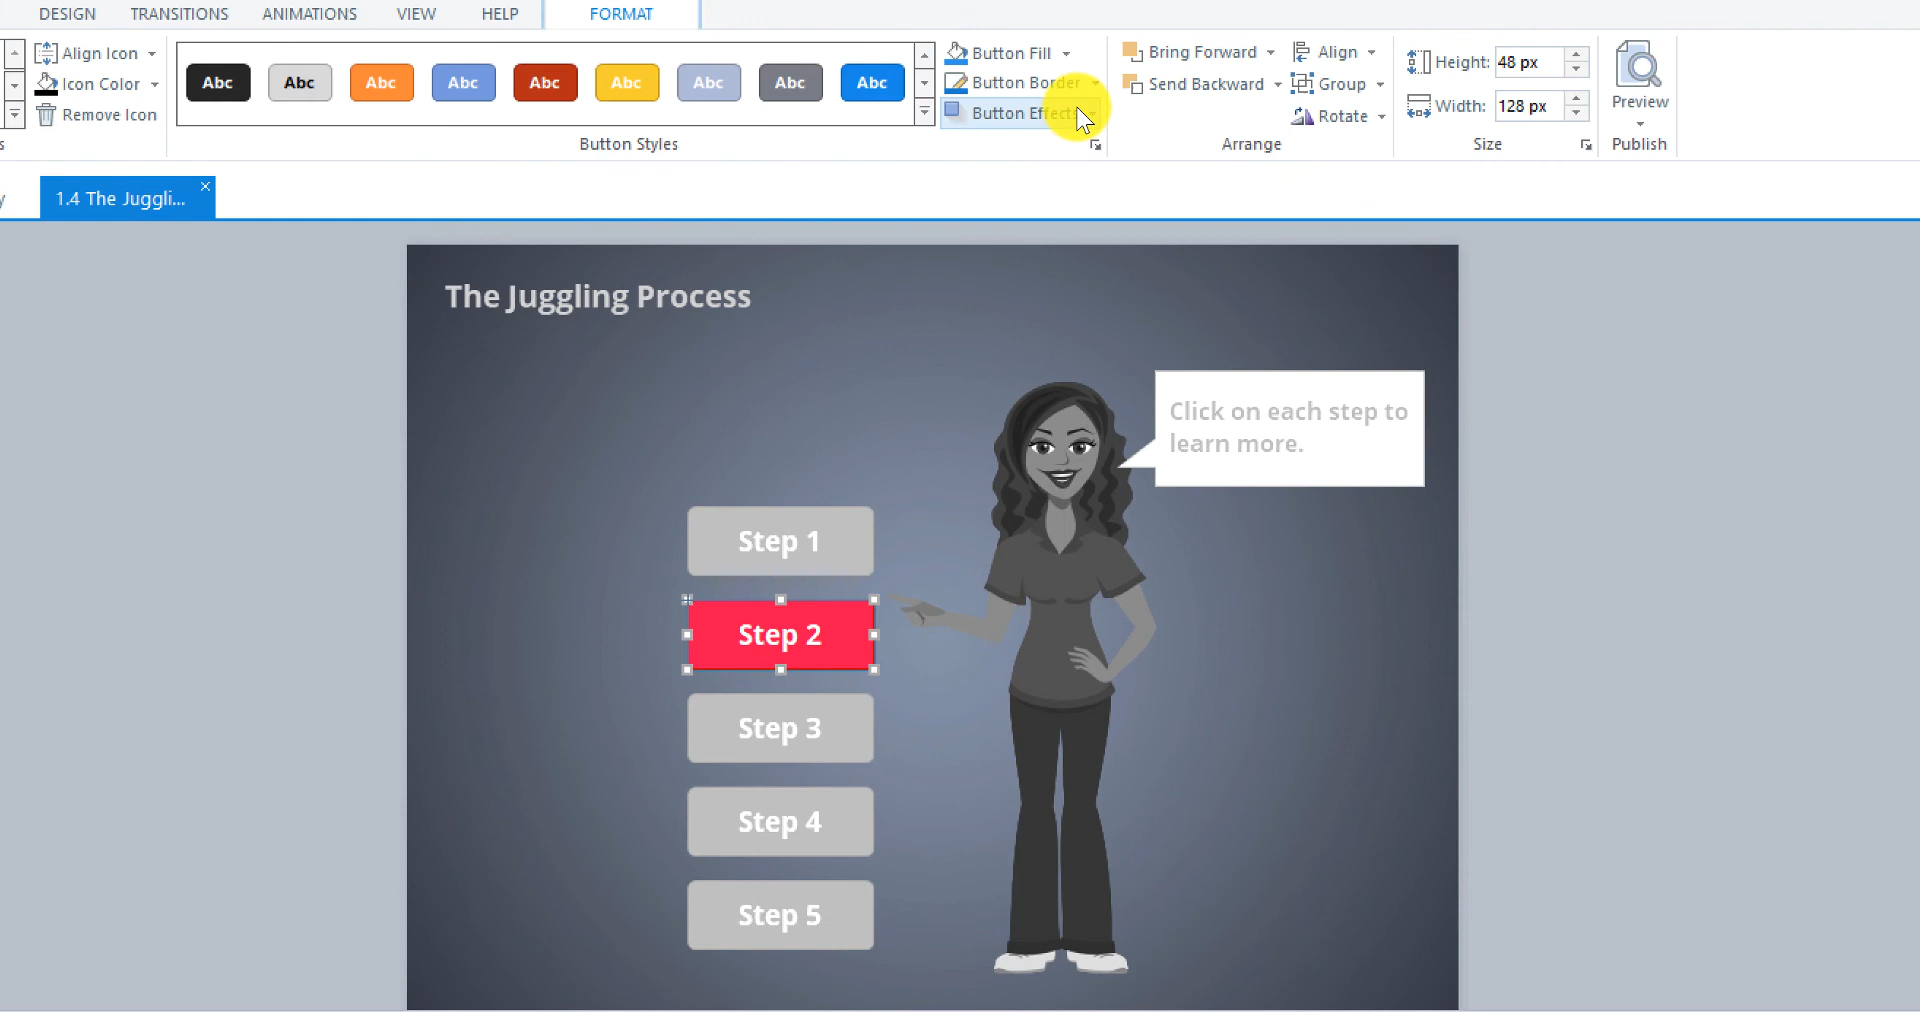 DESIGN TRANSITIONS ANIMATIONS VIEW HELP FORMAT
Align Icon
Icon Color
Remove Icon
Abc Abc Abc Abc Abc Abc Abc Abc Abc
Button Styles
Button Fill
Button Border
Button Effects
Bring Forward
Send Backward
Align
Group
Rotate
Arrange
Height: 48 px
Width: 128 px
Size
Preview
Publish
s
y
1.4 The Juggli...
The Juggling Process
Click on each step to
learn more.
Step 1
Step 2
Step 3
Step 4
Step 5